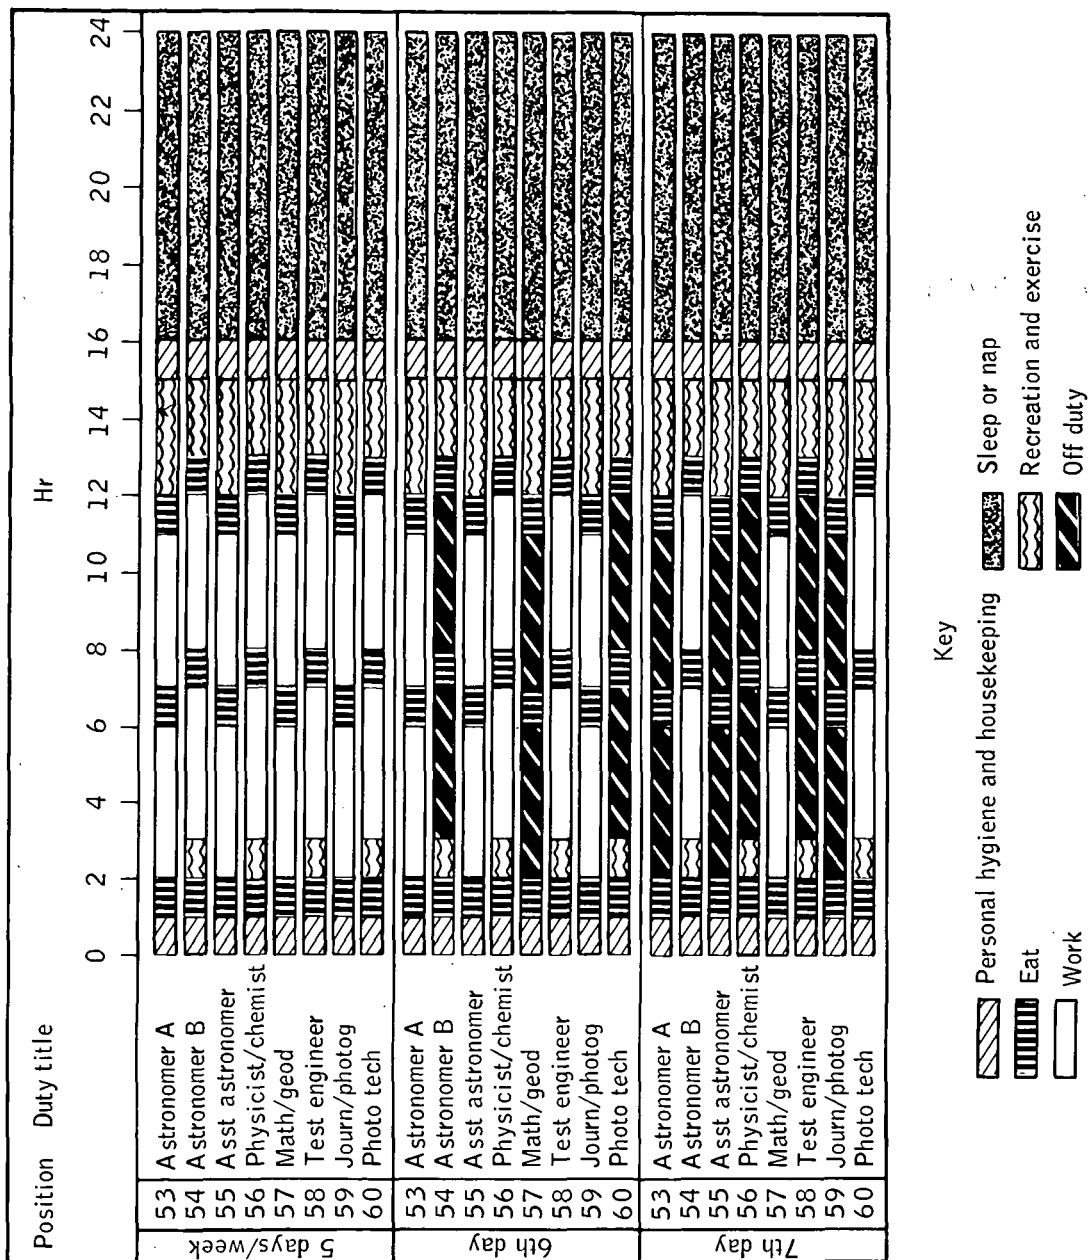 Position Duty title Hr
0 2 4 6 8 10 12 14 16 18 20 22 24
5 days/week
53 Astronomer A
54 Astronomer B
55 Asst astronomer
56 Physicist/chemist
57 Math/geod
58 Test engineer
59 Journ/photog
60 Photo tech
6th day
53 Astronomer A
54 Astronomer B
55 Asst astronomer
56 Physicist/chemist
57 Math/geod
58 Test engineer
59 Journ/photog
60 Photo tech
7th day
53 Astronomer A
54 Astronomer B
55 Asst astronomer
56 Physicist/chemist
57 Math/geod
58 Test engineer
59 Journ/photog
60 Photo tech
Key
Personal hygiene and housekeeping
Eat
Work
Sleep or nap
Recreation and exercise
Off duty